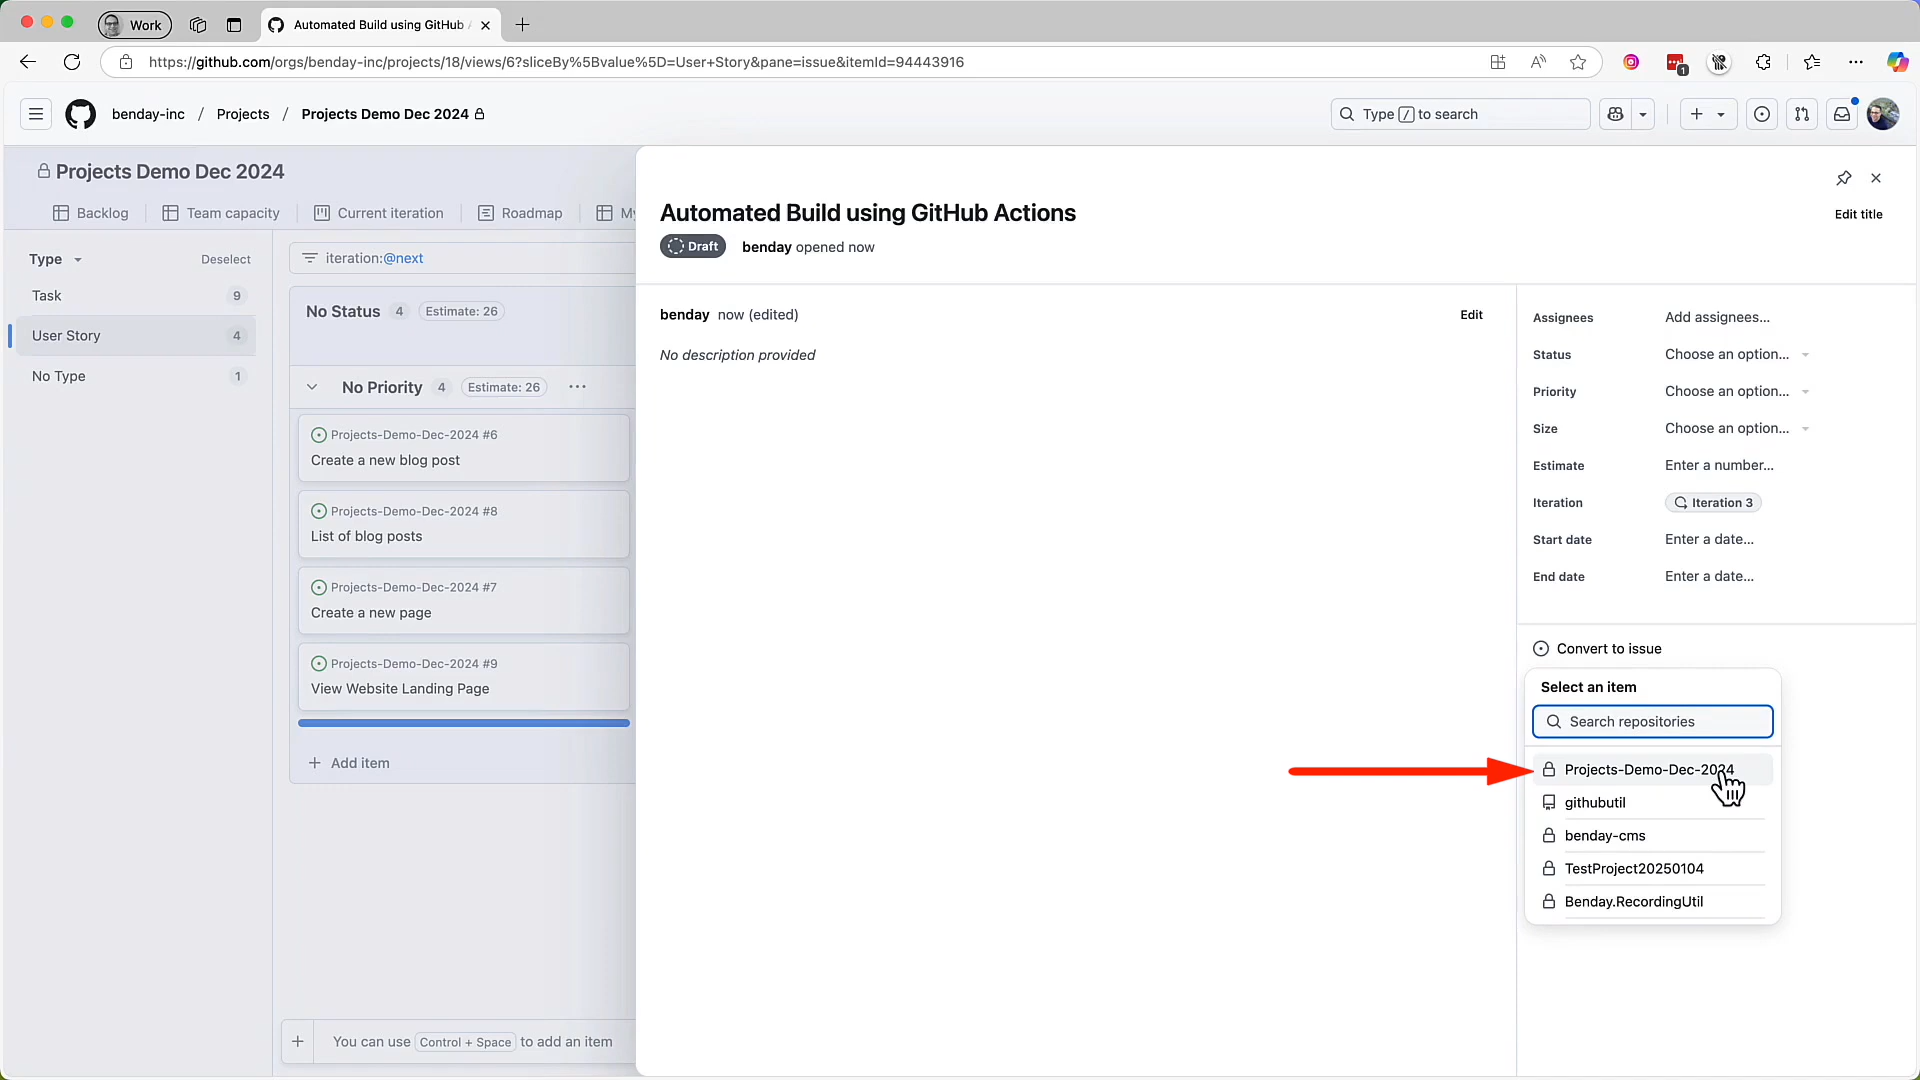 Work
Automated Build using GitHub
https://github.com/orgs/benday-inc/projects/18/views/6?sliceBy%5Bvalue%5D=User+Story&pane=issue&itemId=94443916
1
benday-inc / Projects / Projects Demo Dec 2024
Type / to search
Projects Demo Dec 2024
Backlog
Team capacity
Current iteration
Roadmap
My
Type
Deselect
Task 9
User Story 4
No Type 1
iteration:@next
No Status 4 Estimate: 26
No Priority 4 Estimate: 26
Projects-Demo-Dec-2024 #6
Create a new blog post
Projects-Demo-Dec-2024 #8
List of blog posts
Projects-Demo-Dec-2024 #7
Create a new page
Projects-Demo-Dec-2024 #9
View Website Landing Page
+ Add item
You can use Control + Space to add an item
Automated Build using GitHub Actions
Edit title
Draft
benday opened now
benday now (edited)
Edit
No description provided
Assignees Add assignees...
Status Choose an option...
Priority Choose an option...
Size Choose an option...
Estimate Enter a number...
Iteration Iteration 3
Start date Enter a date...
End date Enter a date...
Convert to issue
Select an item
Search repositories
Projects-Demo-Dec-2024
githubutil
benday-cms
TestProject20250104
Benday.RecordingUtil